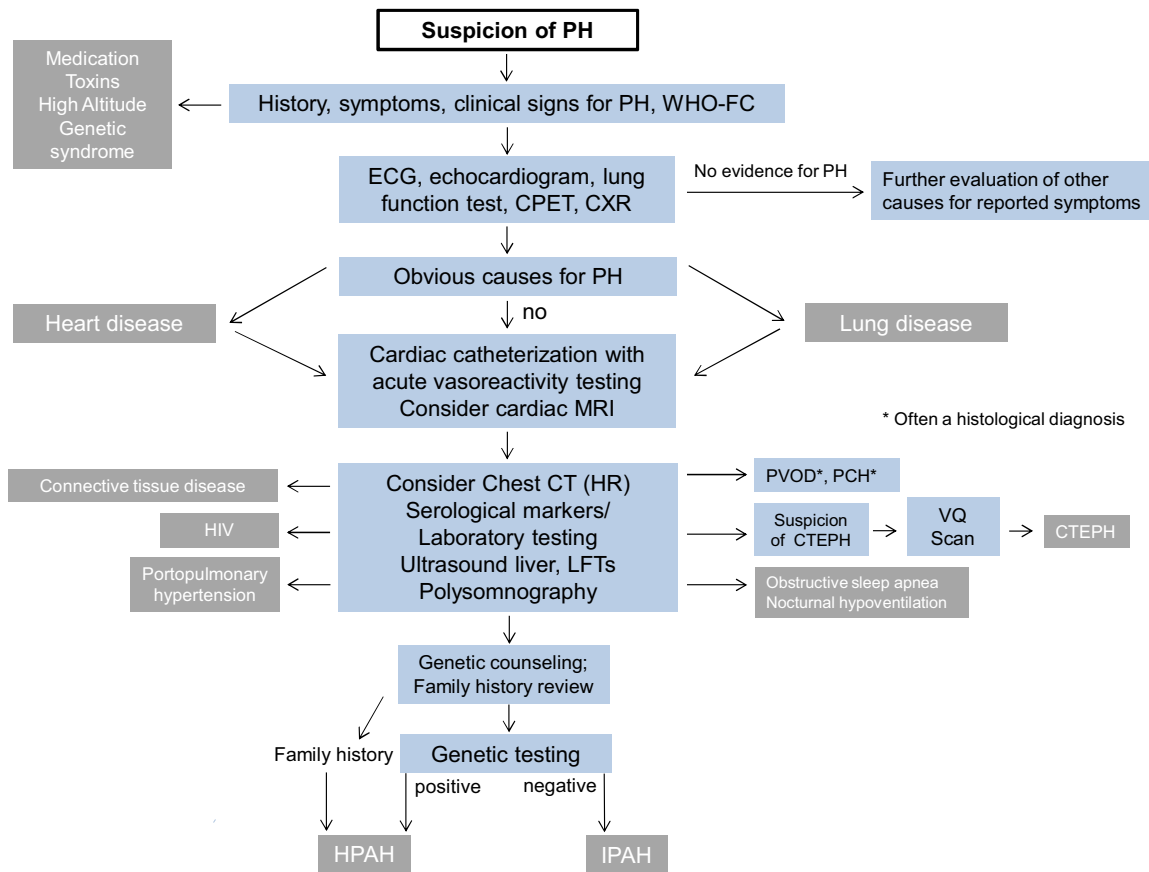 Suspicion of PH
Medication
Toxins
High Altitude
Genetic
syndrome
History, symptoms, clinical signs for PH, WHO-FC
ECG, echocardiogram, lung
function test, CPET, CXR
No evidence for PH
Further evaluation of other
causes for reported symptoms
Obvious causes for PH
Heart disease
no
Lung disease
Cardiac catheterization with
acute vasoreactivity testing
Consider cardiac MRI
* Often a histological diagnosis
Connective tissue disease
HIV
Portopulmonary
hypertension
Consider Chest CT (HR)
Serological markers/
Laboratory testing
Ultrasound liver, LFTs
Polysomnography
PVOD*, PCH*
Suspicion
of CTEPH
VQ
Scan
CTEPH
Obstructive sleep apnea
Nocturnal hypoventilation
Genetic counseling;
Family history review
Family history
Genetic testing
positive
negative
HPAH
IPAH